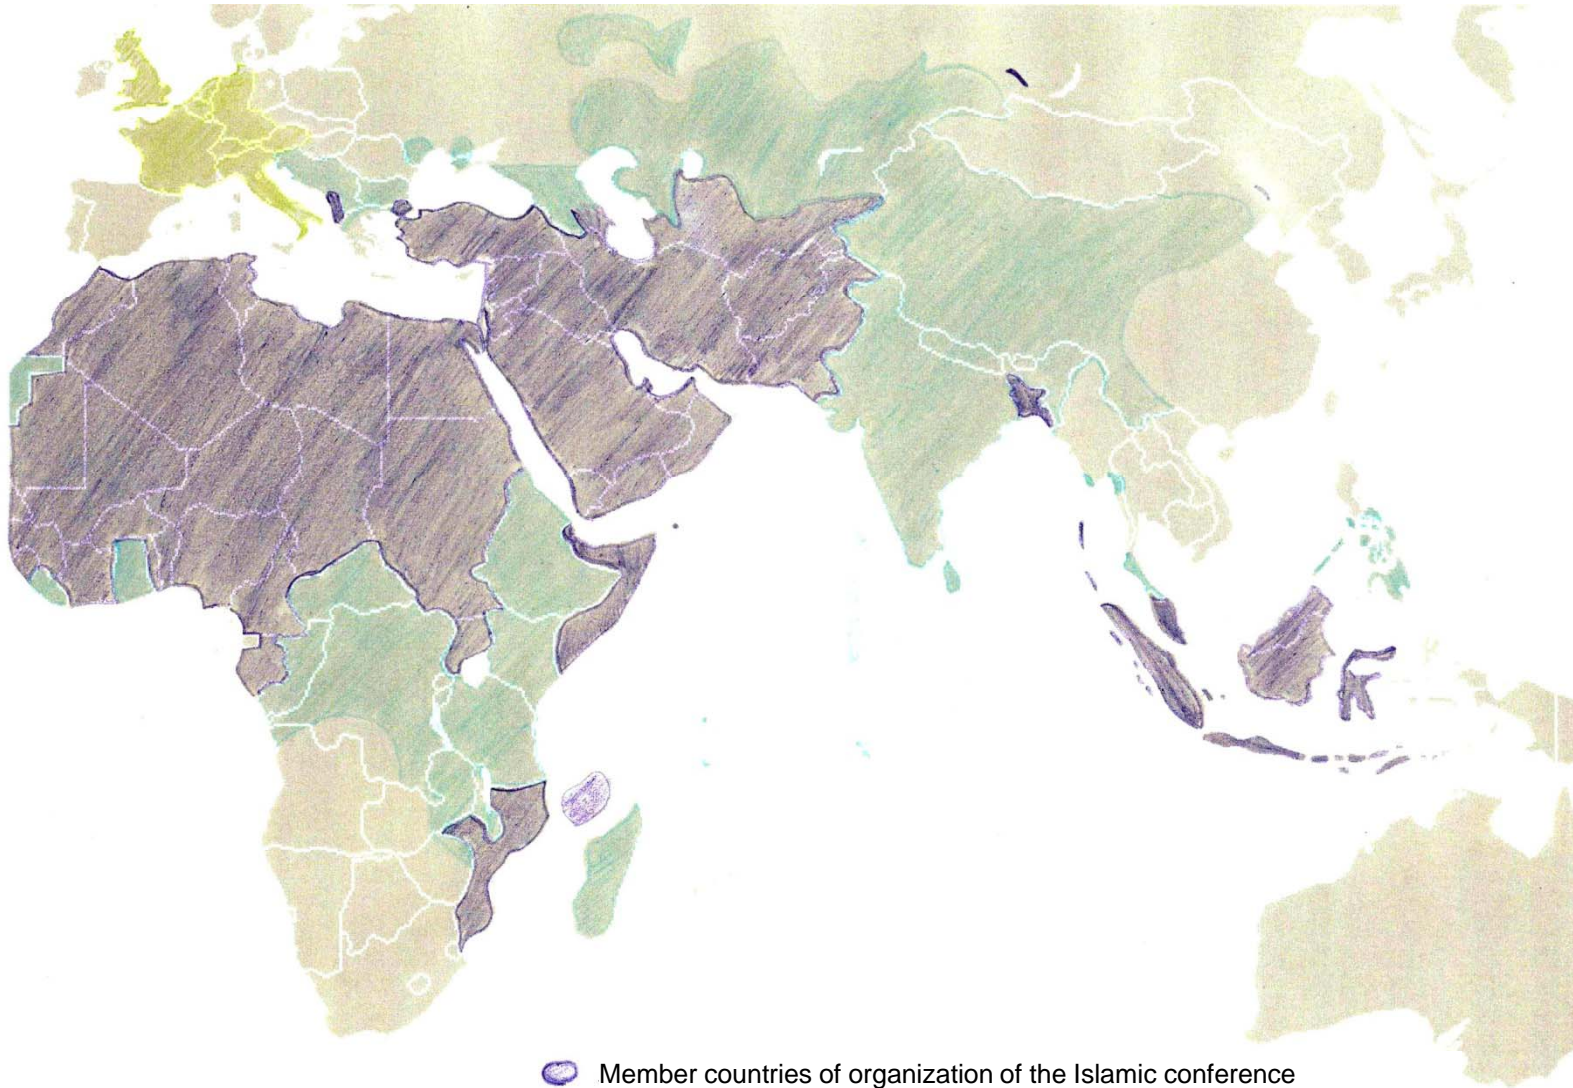 Member countries of organization of the Islamic conference